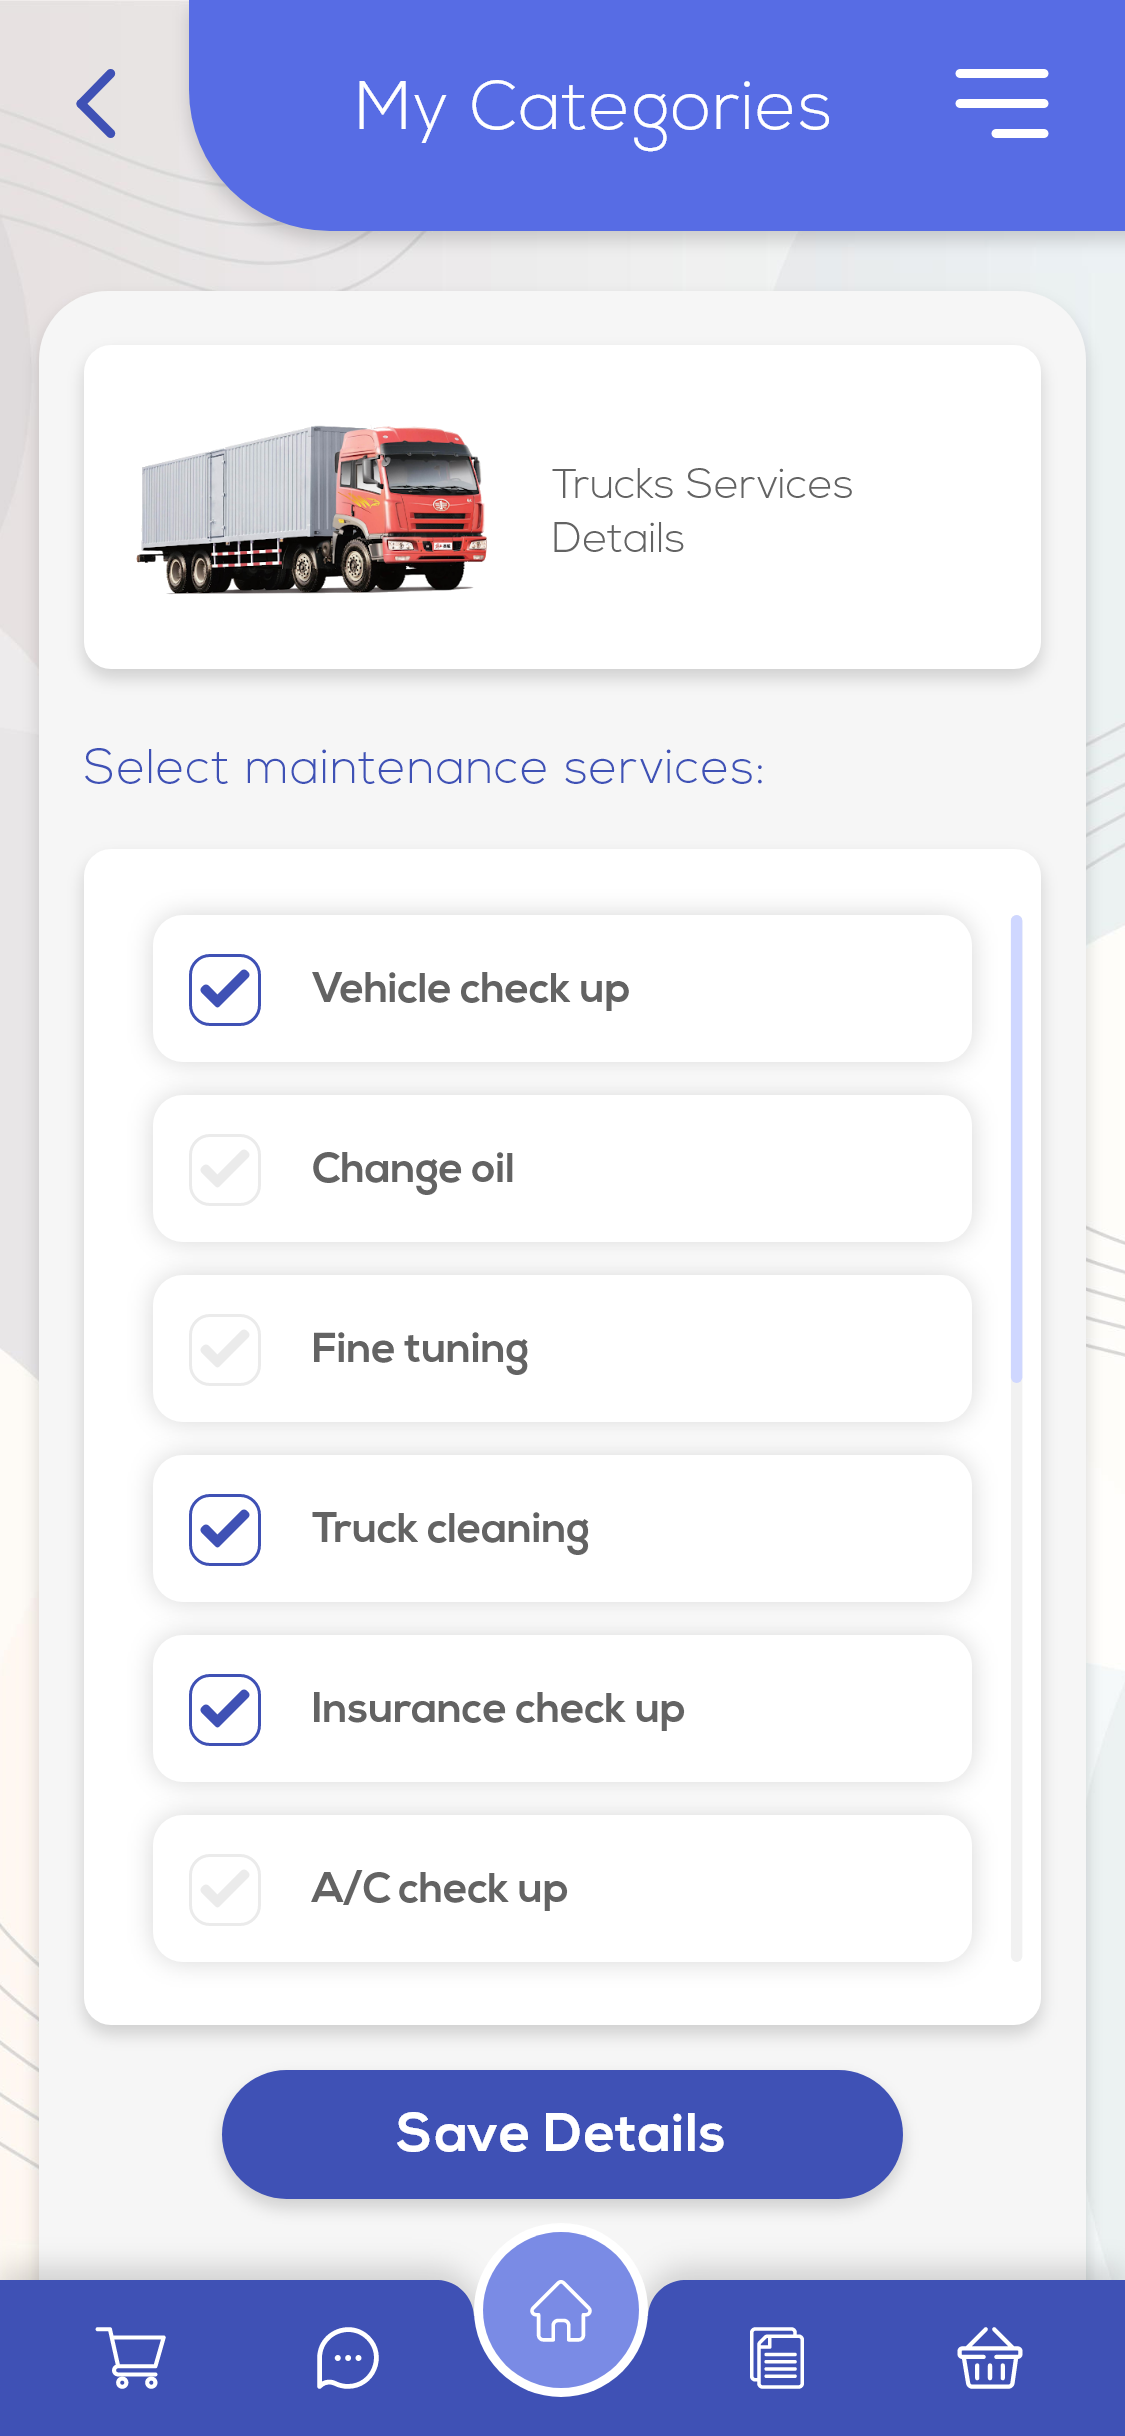 My Categories
Trucks Services
Details
Select maintenance services:
Vehicle check up
Change oil
Fine tuning
Truck cleaning
Insurance check up
A/C check up
Save Details